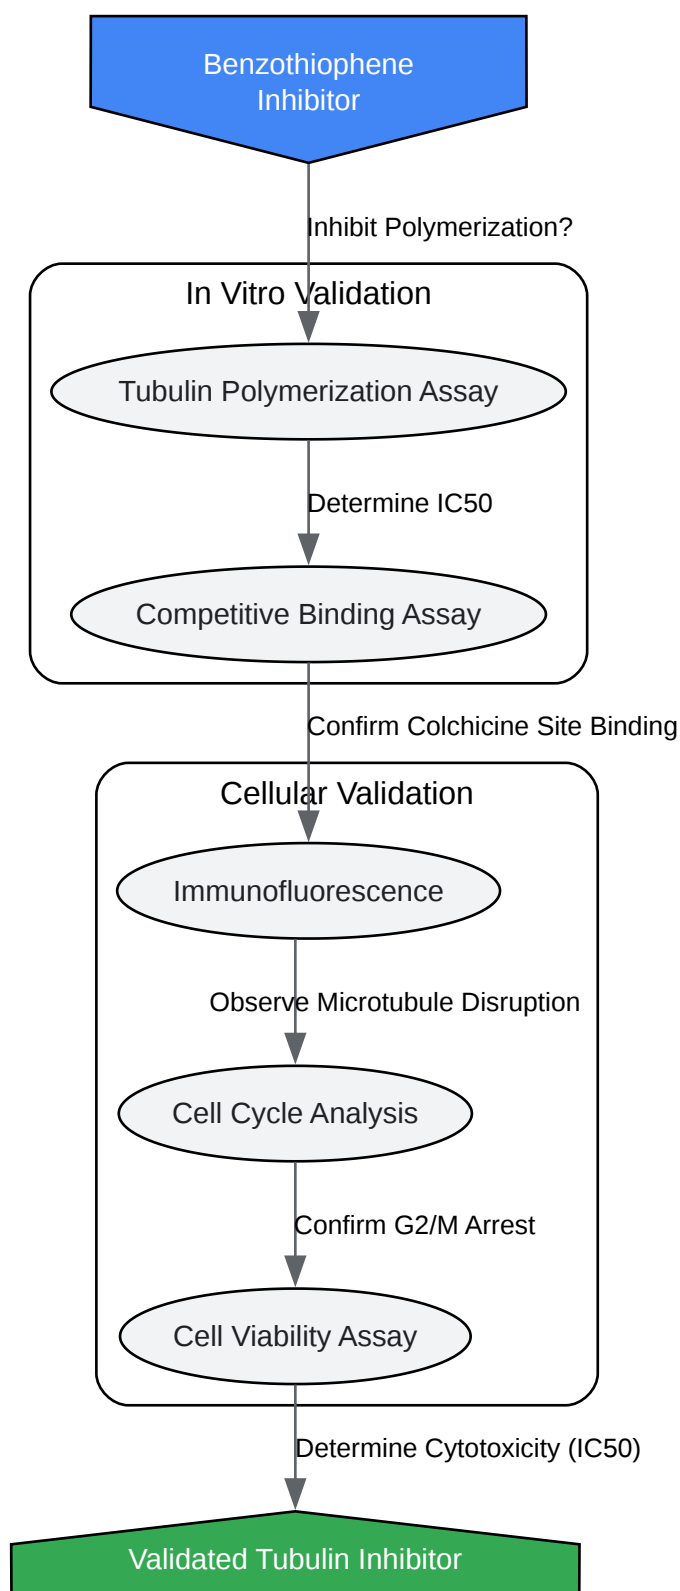 Benzothiophene
Inhibitor
Inhibit Polymerization?
In Vitro Validation
Tubulin Polymerization Assay
Determine IC50
Competitive Binding Assay
Confirm Colchicine Site Binding
Cellular Validation
Immunofluorescence
Observe Microtubule Disruption
Cell Cycle Analysis
Confirm G2/M Arrest
Cell Viability Assay
Determine Cytotoxicity (IC50)
Validated Tubulin Inhibitor